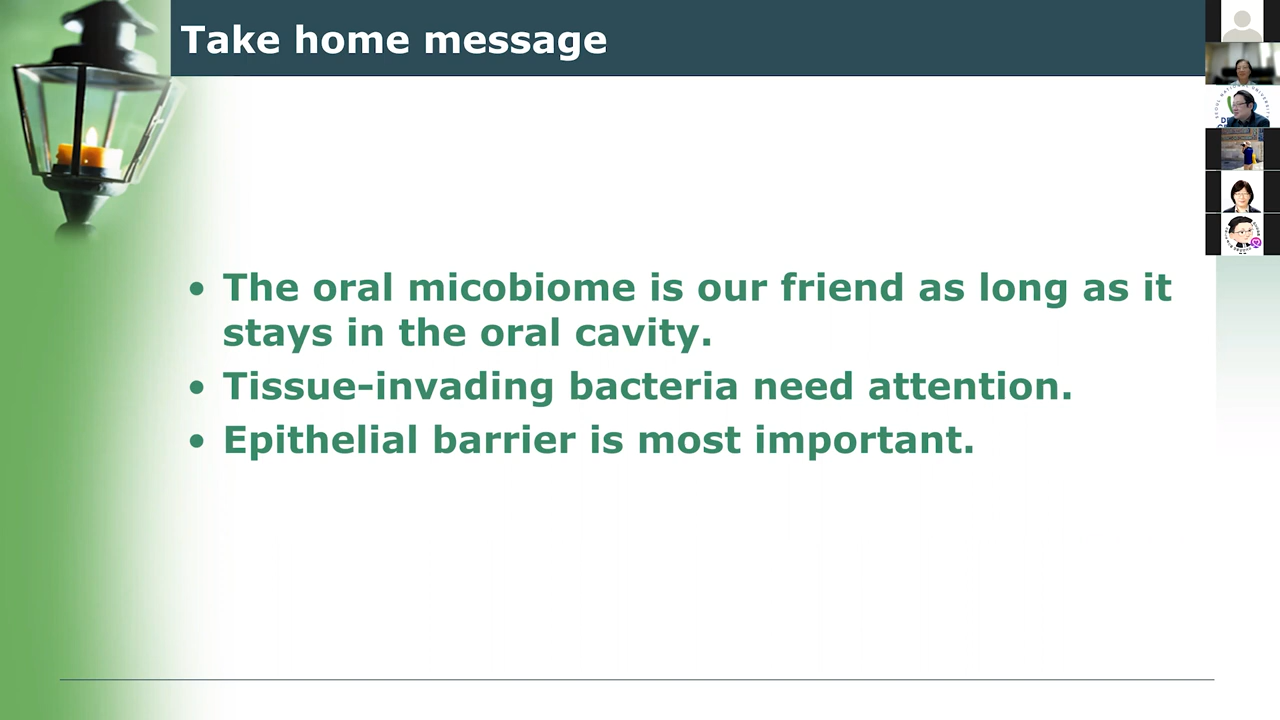 Take home message
• The oral micobiome is our friend as long as it
stays in the oral cavity.
• Tissue-invading bacteria need attention.
• Epithelial barrier is most important.